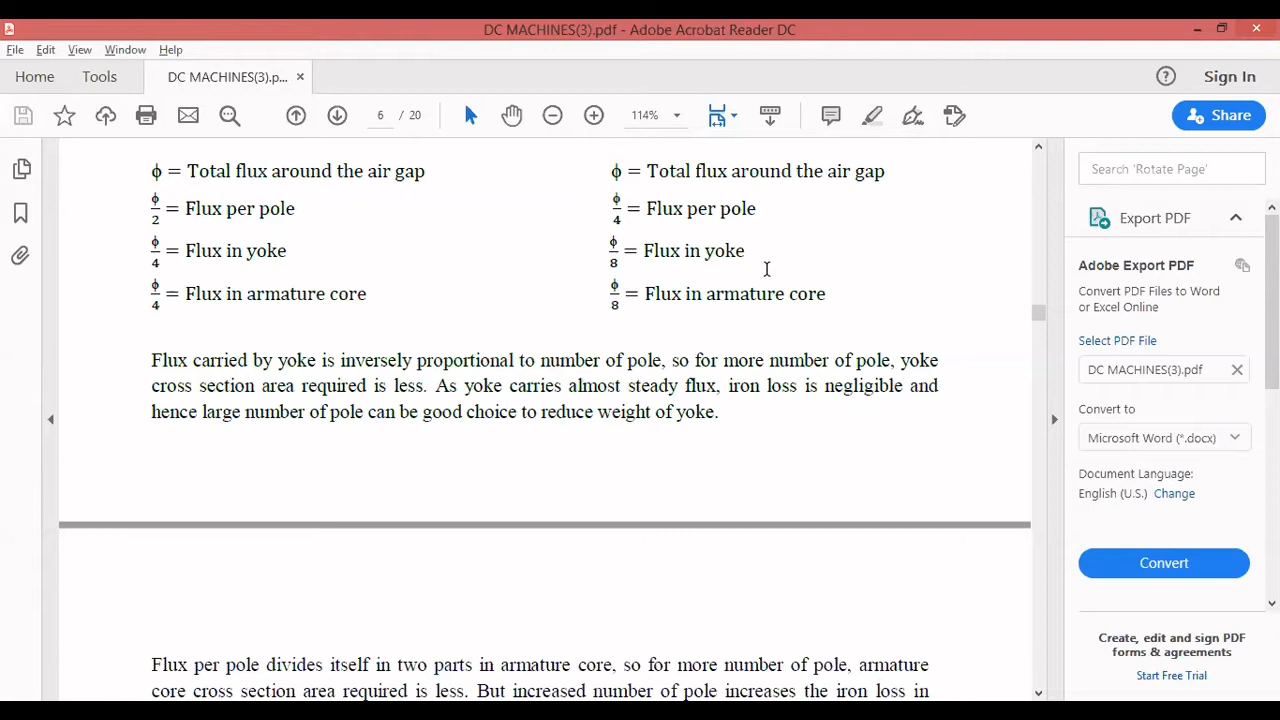 DC MACHINES(3).pdf - Adobe Acrobat Reader DC
File Edit View Window Help
Home Tools DC MACHINES(3).p... × Sign In
6 / 20 114% Share
ϕ = Total flux around the air gap
ϕ/2 = Flux per pole
ϕ/4 = Flux in yoke
ϕ/4 = Flux in armature core
ϕ = Total flux around the air gap
ϕ/4 = Flux per pole
ϕ/8 = Flux in yoke
ϕ/8 = Flux in armature core
Flux carried by yoke is inversely proportional to number of pole, so for more number of pole, yoke
cross section area required is less. As yoke carries almost steady flux, iron loss is negligible and
hence large number of pole can be good choice to reduce weight of yoke.
Flux per pole divides itself in two parts in armature core, so for more number of pole, armature
core cross section area required is less. But increased number of pole increases the iron loss in
Search 'Rotate Page'
Export PDF
Adobe Export PDF
Convert PDF Files to Word
or Excel Online
Select PDF File
DC MACHINES(3).pdf ×
Convert to
Microsoft Word (*.docx)
Document Language:
English (U.S.) Change
Convert
Create, edit and sign PDF
forms & agreements
Start Free Trial